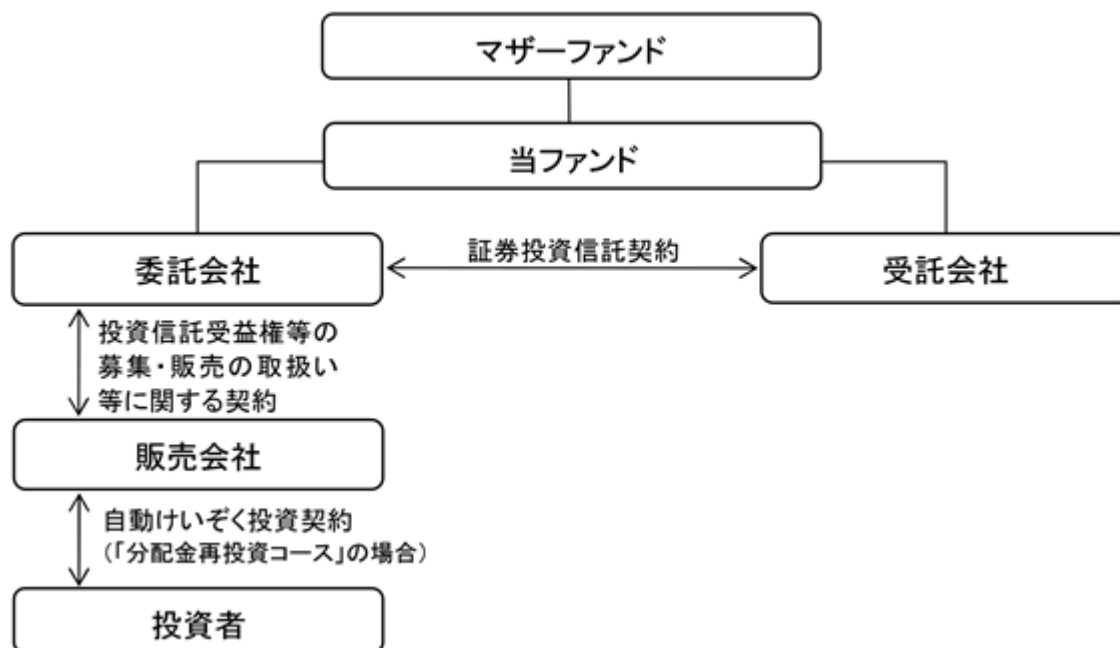 マザーファンド
当ファンド
委託会社
証券投資信託契約
受託会社
投資信託受益権等の
募集・販売の取扱い
等に関する契約
販売会社
自動けいぞく投資契約
（「分配金再投資コース」の場合）
投資者